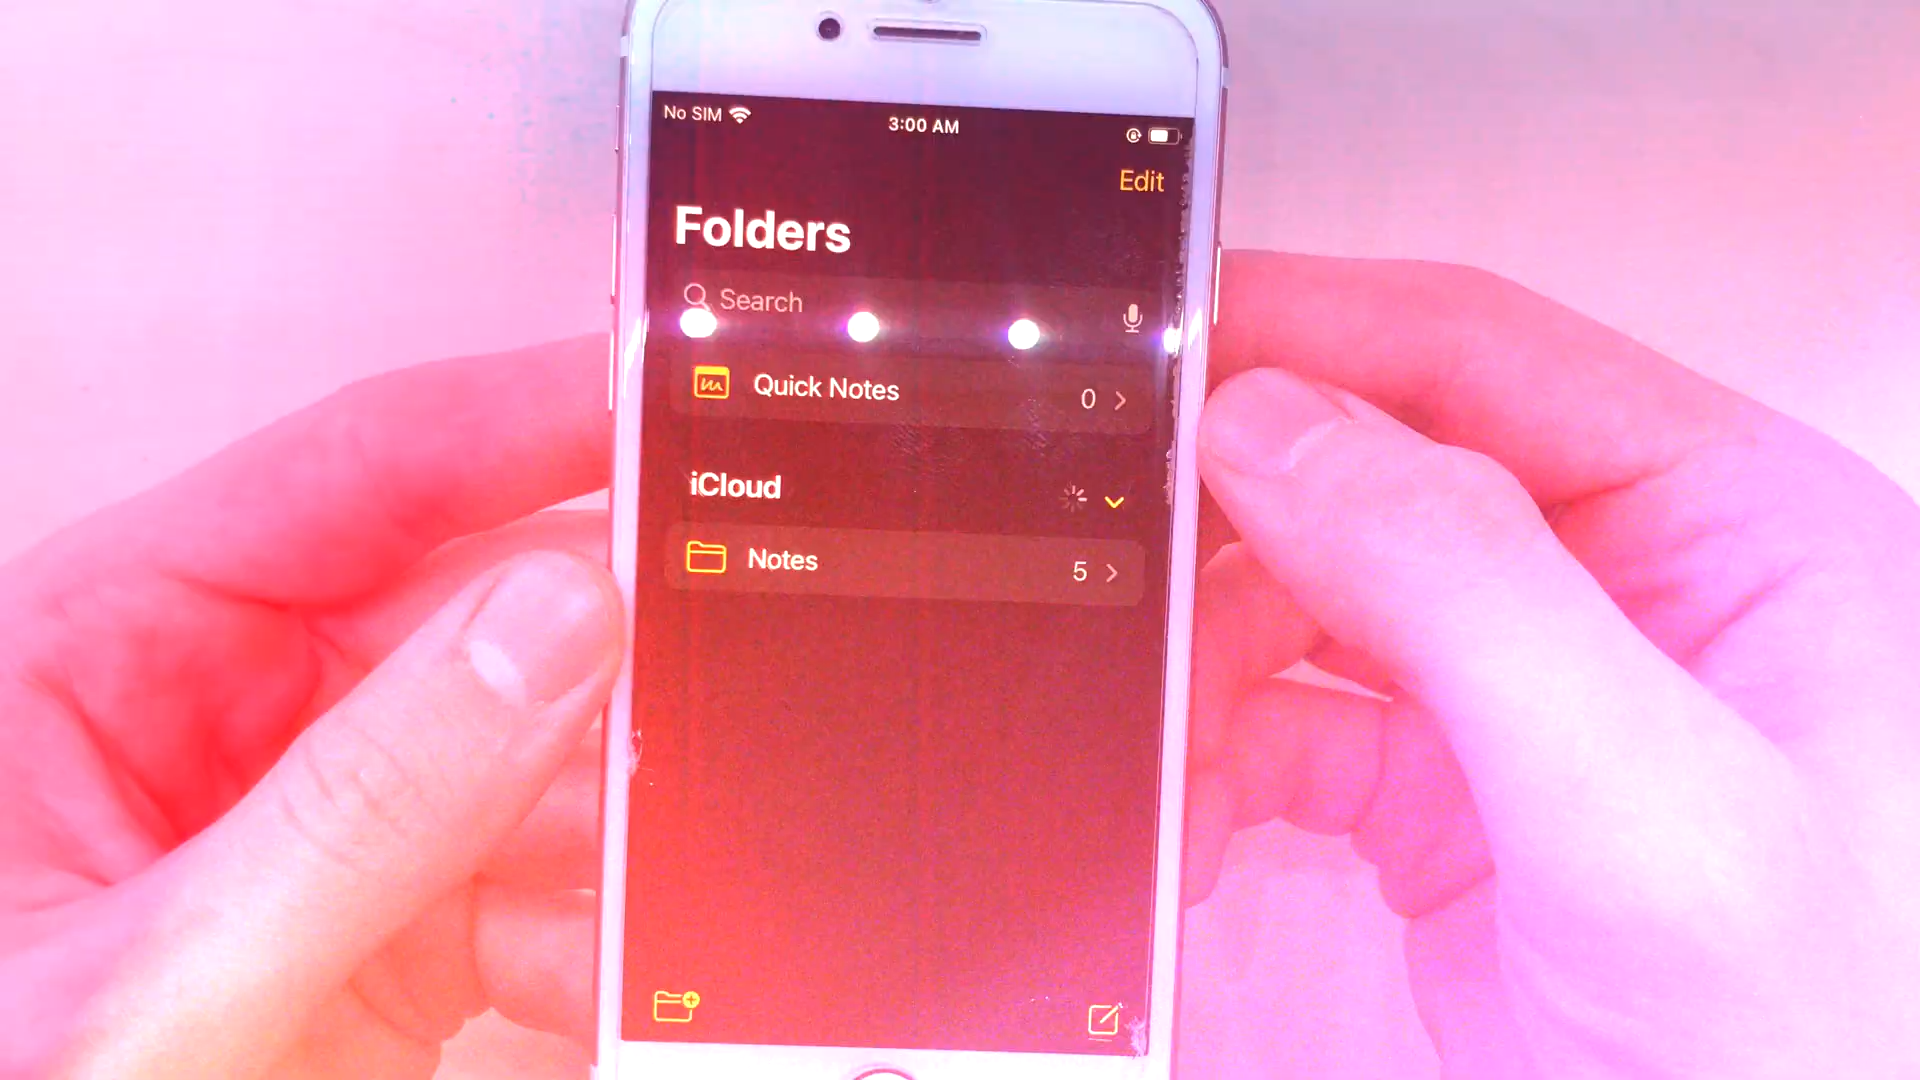 No SIM 3:00 AM
Edit
Folders
Search
Quick Notes 0
iCloud
Notes 5